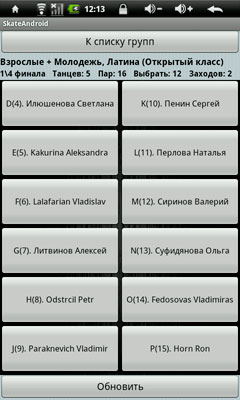 12:13
SkateAndroid
К списку групп
Взрослые + Молодежь, Латина (Открытый класс)
1\4 финала Танцев: 5 Пар: 16 Выбрать: 12 Заходов: 2
D(4). Илюшенова Светлана
K(10). Пенин Сергей
E(5). Kakurina Aleksandra
L(11). Перлова Наталья
F(6). Lalafarian Vladislav
M(12). Сиринов Валерий
G(7). Литвинов Алексей
N(13). Суфидянова Ольга
H(8). Odstrcil Petr
O(14). Fedosovas Vladimiras
J(9). Paraknevich Vladimir
P(15). Horn Ron
Обновить